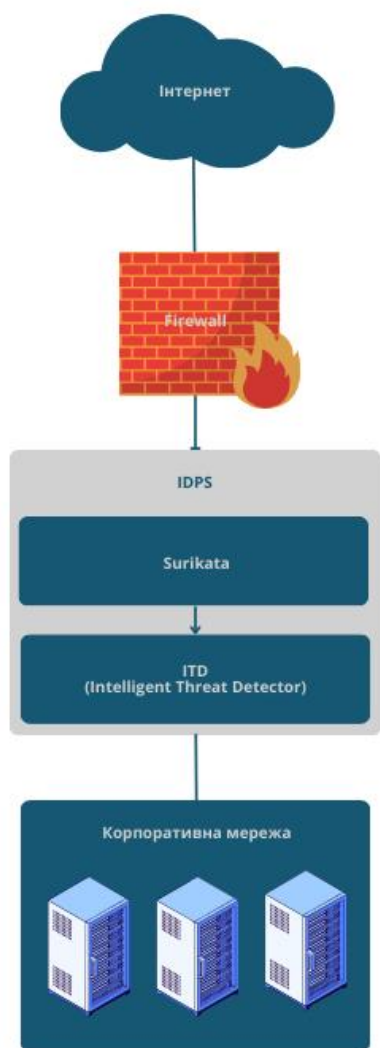 Інтернет
Firewall
IDPS
Surikata
ITD
(Intelligent Threat Detector)
Корпоративна мережа